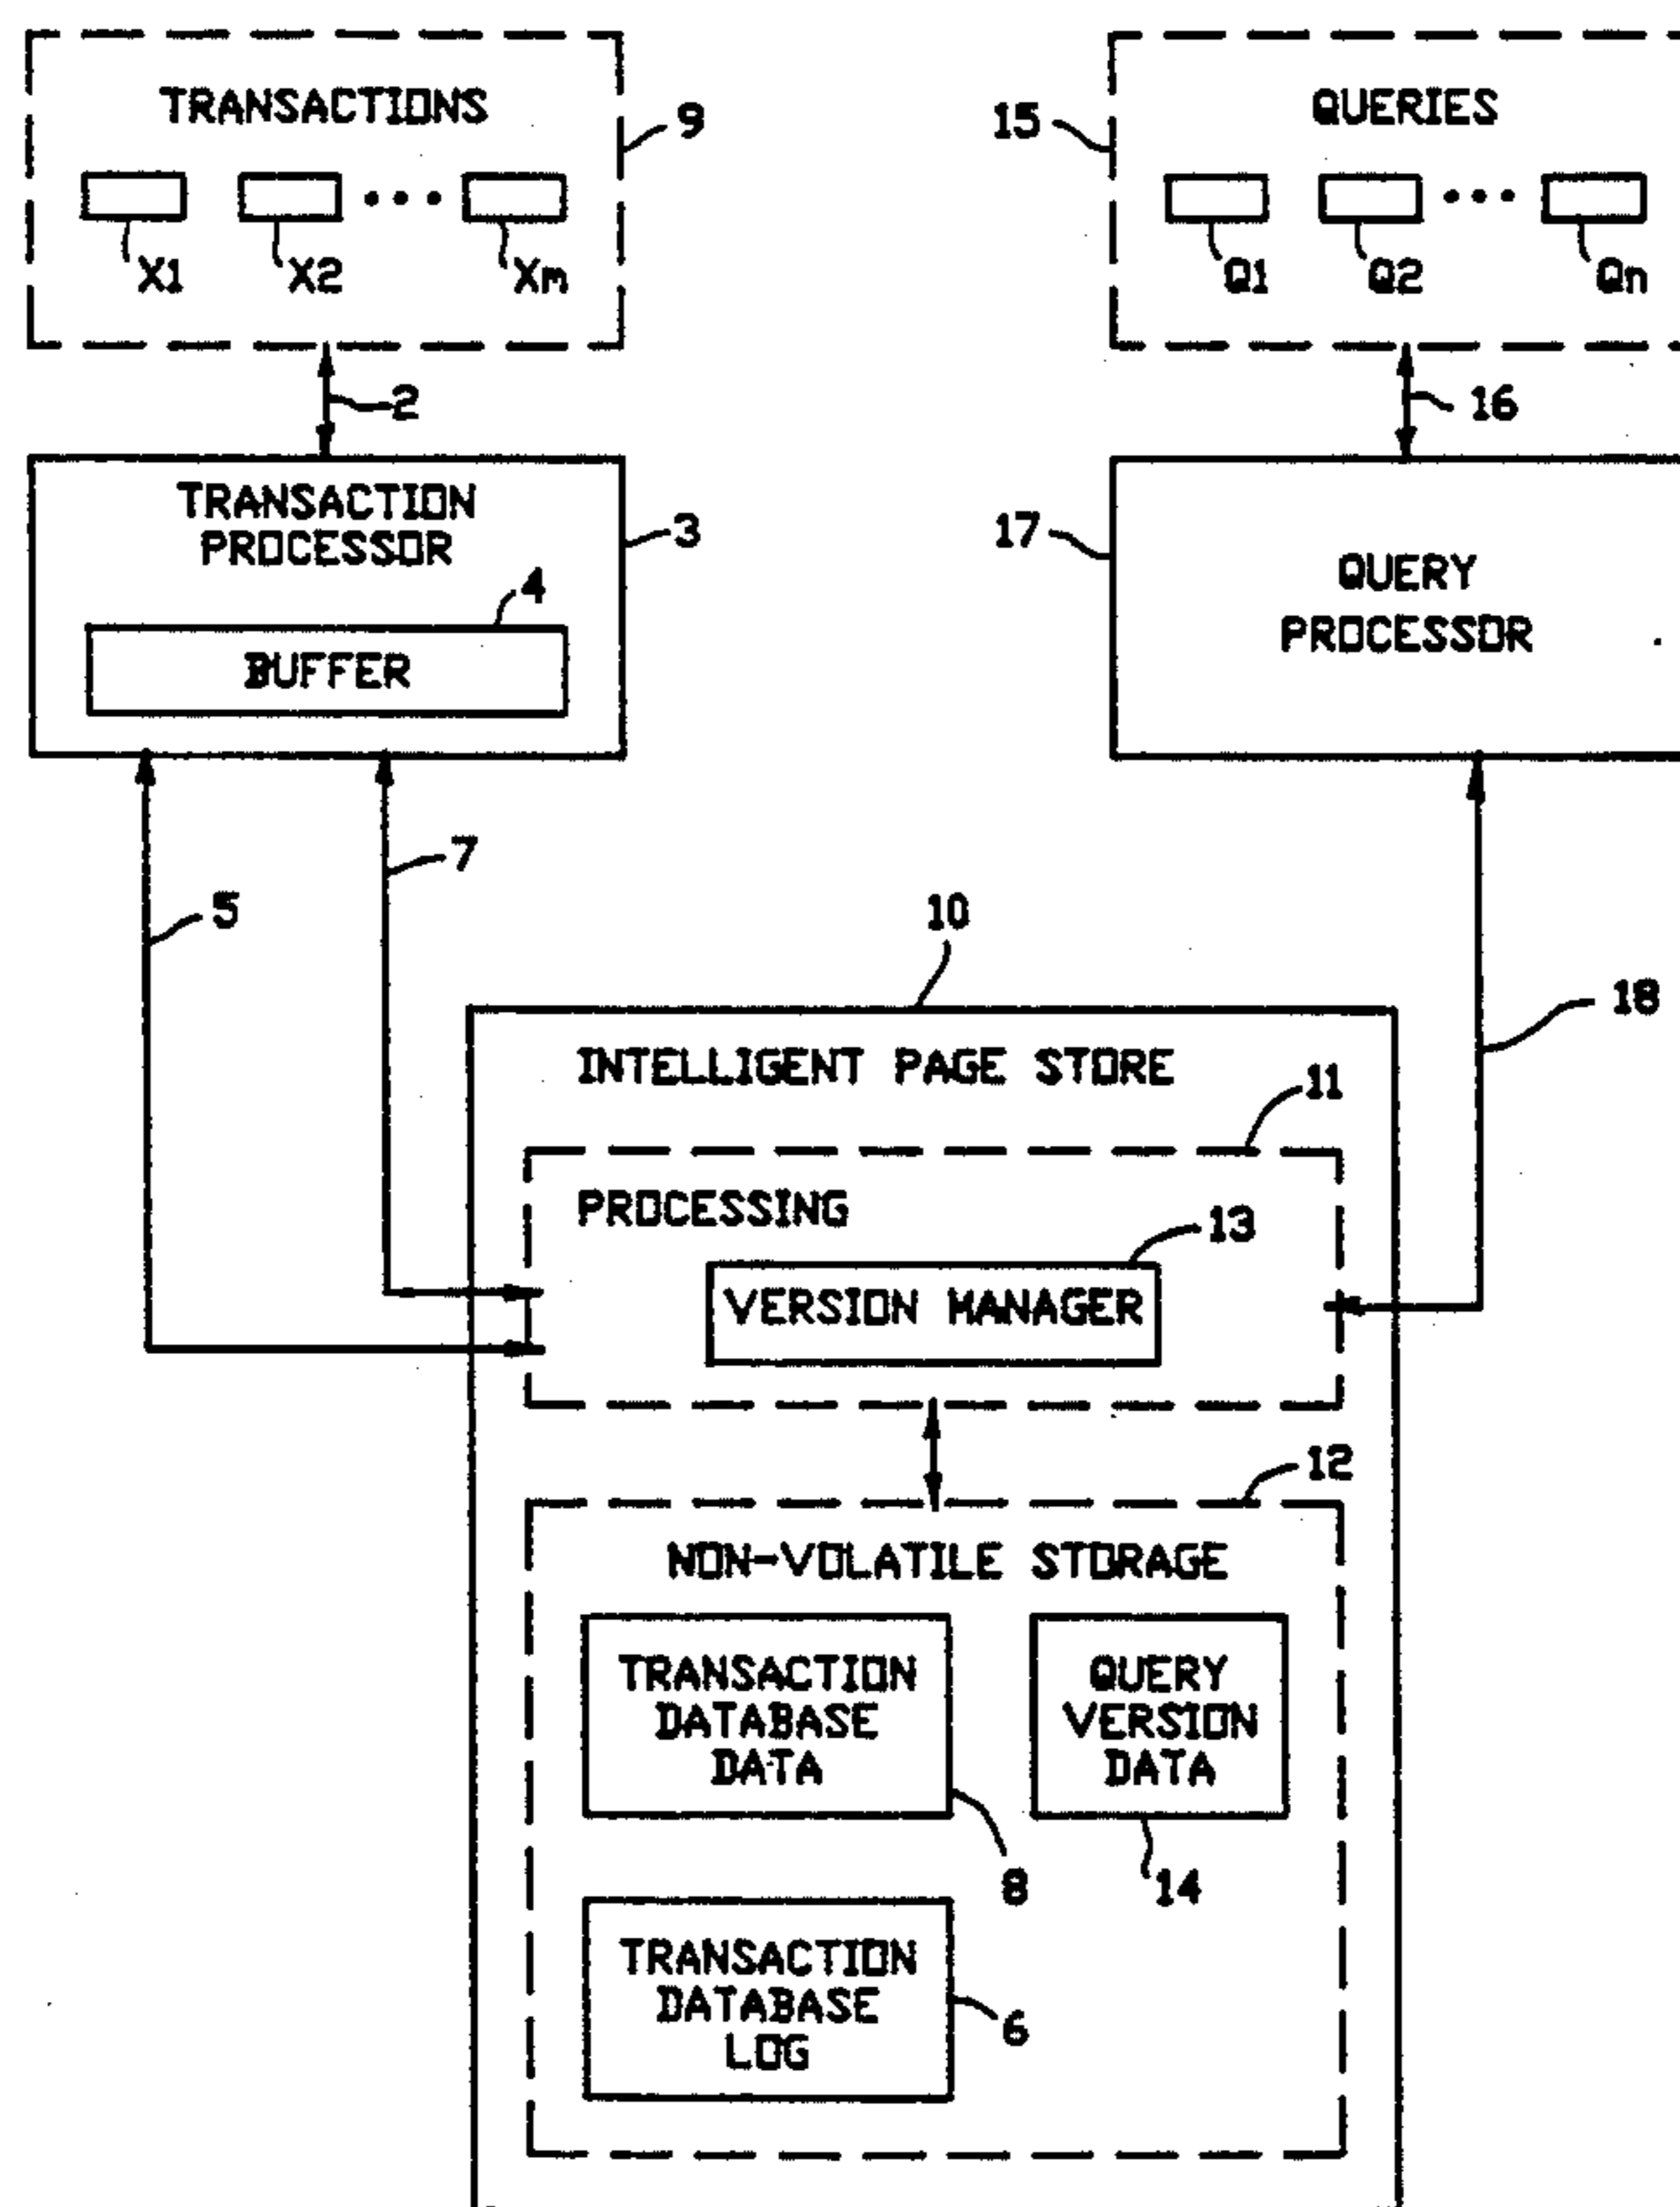 TRANSACTIONS
9
X1 X2 Xm
15
QUERIES
Q1 Q2 Qn
2
16
TRANSACTION
PROCESSOR
3
4
BUFFER
17
QUERY
PROCESSOR
7
5
10
18
INTELLIGENT PAGE STORE
11
PROCESSING
13
VERSION MANAGER
12
NON-VOLATILE STORAGE
TRANSACTION
DATABASE
DATA
8
QUERY
VERSION
DATA
14
TRANSACTION
DATABASE
LOG
6